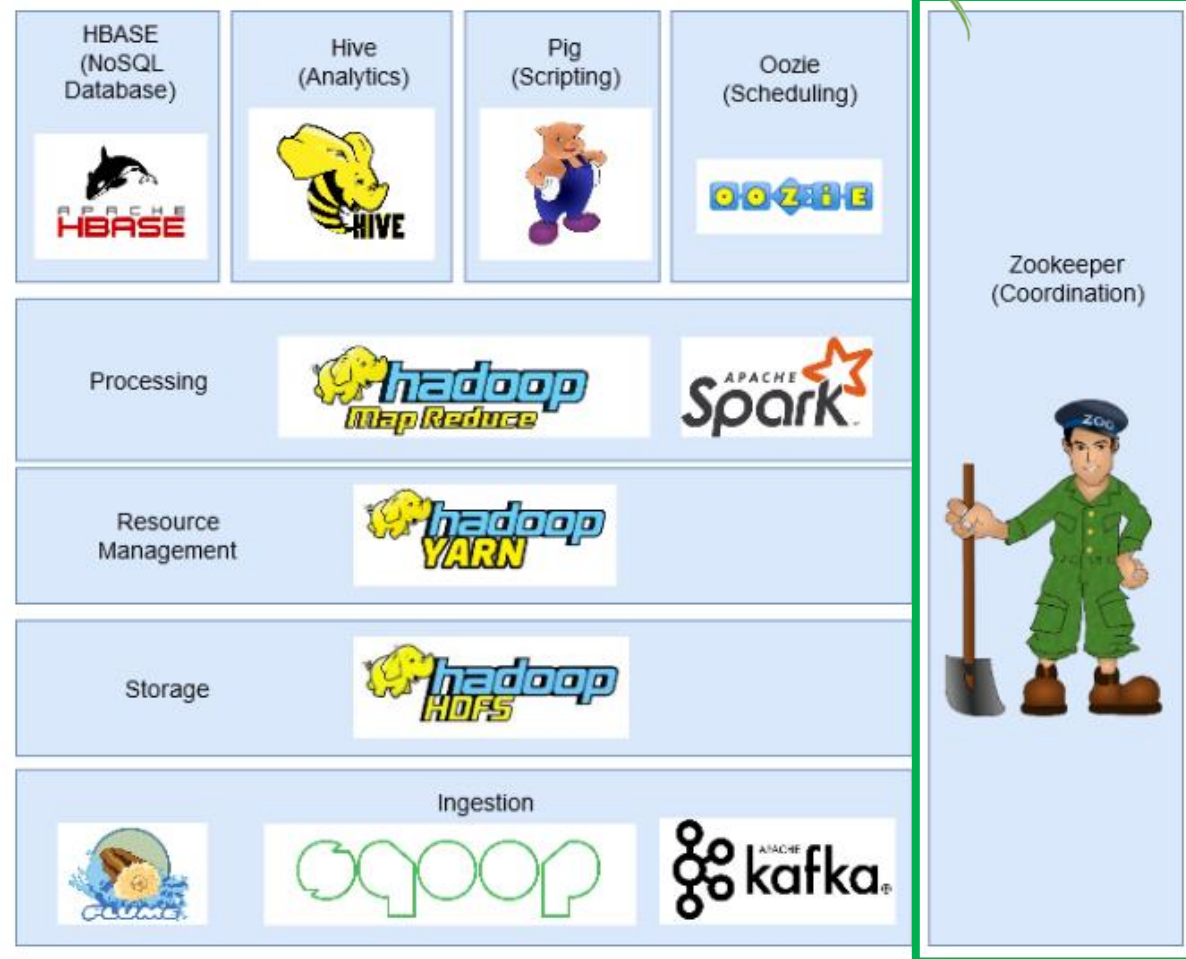 HBASE
(NoSQL
Database)
APACHE
HBASE
Hive
(Analytics)
HIVE
Pig
(Scripting)
Oozie
(Scheduling)
OOZiE
Zookeeper
(Coordination)
ZOO
Processing
hadoop
Map Reduce
APACHE
Spark
Resource
Management
hadoop
YARN
Storage
hadoop
HDFS
Ingestion
FLUME
sqoop
APACHE
kafka®